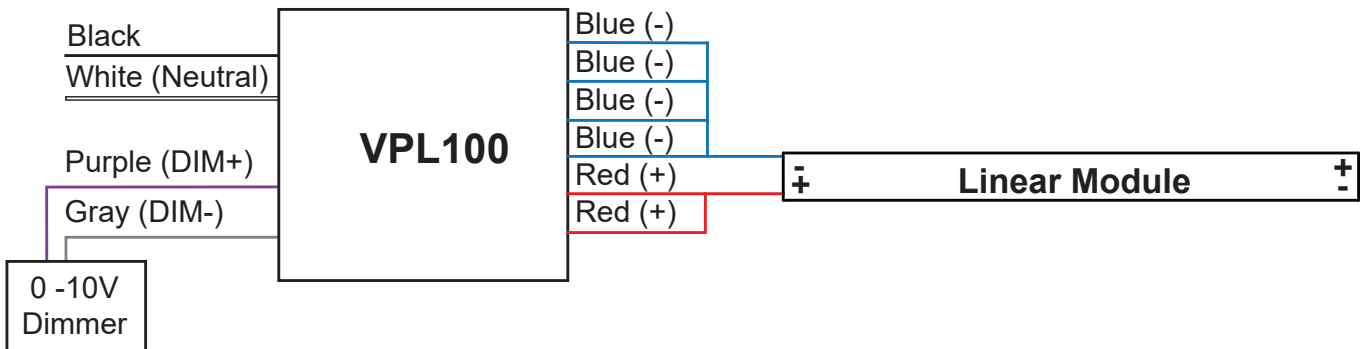 Black
White (Neutral)
Purple (DIM+)
Gray (DIM-)
0 -10V
Dimmer
VPL100
Blue (-)
Blue (-)
Blue (-)
Blue (-)
Red (+)
Red (+)
-
+
Linear Module
+
-